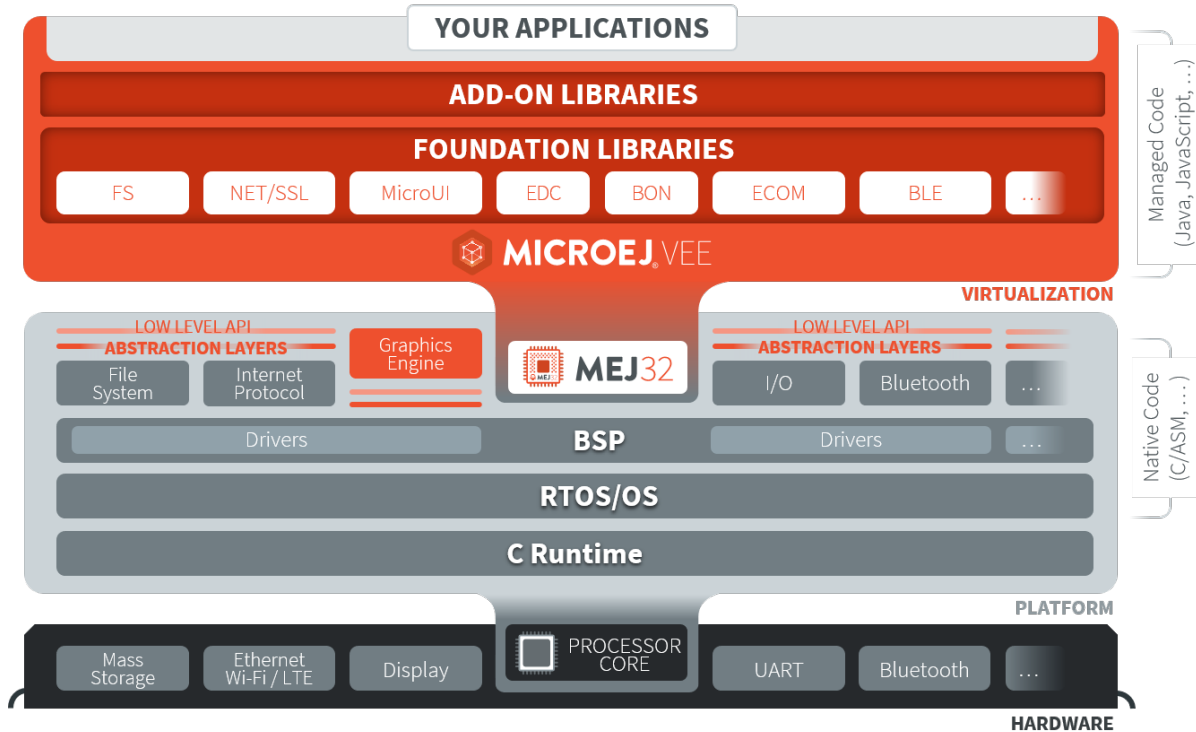 YOUR APPLICATIONS
ADD-ON LIBRARIES
FOUNDATION LIBRARIES
FS
NET/SSL
MicroUI
EDC
BON
ECOM
BLE
...
MICROEJ® VEE
Managed Code
(Java, JavaScript, ...)
VIRTUALIZATION
LOW LEVEL API
ABSTRACTION LAYERS
File
System
Internet
Protocol
Graphics
Engine
MEJ
MEJ32
LOW LEVEL API
ABSTRACTION LAYERS
I/O
Bluetooth
...
Native Code
(C/ASM, ...)
Drivers
BSP
Drivers
...
RTOS/OS
C Runtime
PLATFORM
Mass
Storage
Ethernet
Wi-Fi / LTE
Display
PROCESSOR
CORE
UART
Bluetooth
...
HARDWARE